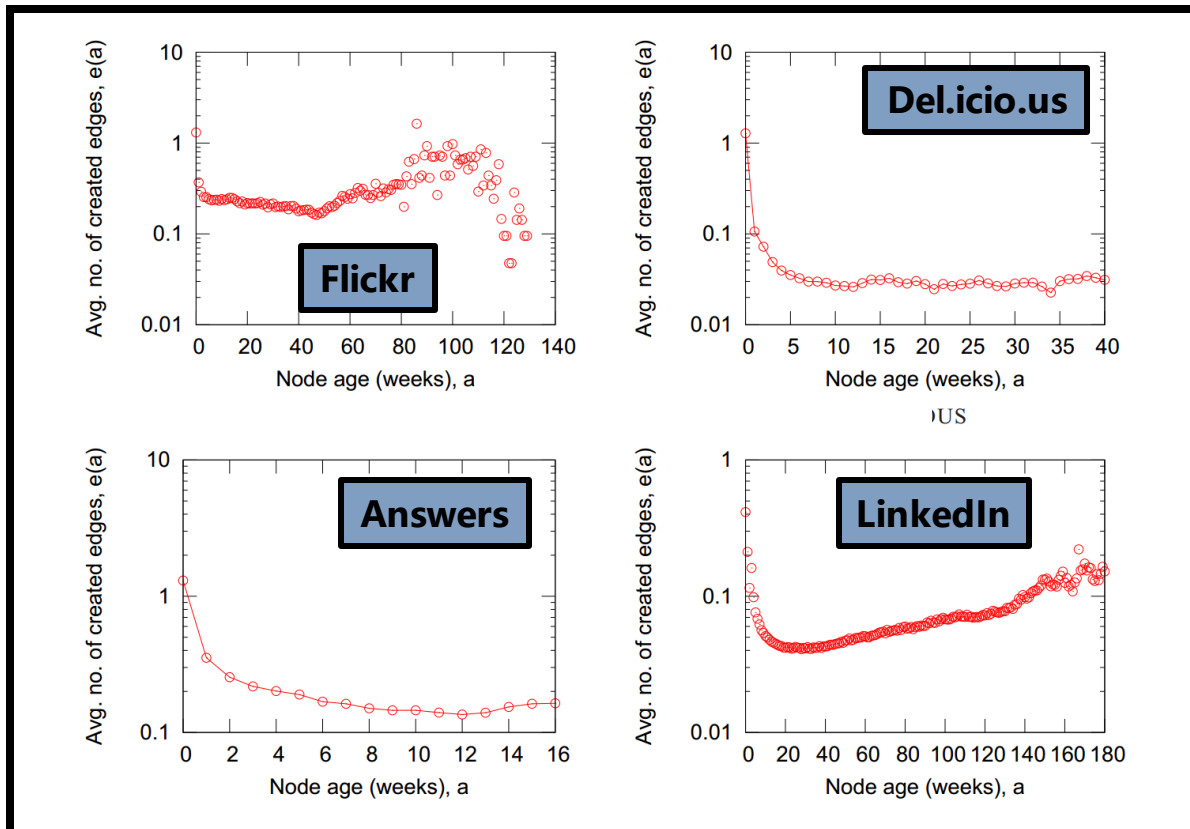 Avg. no. of created edges, e(a)
10
1
0.1
0.01
Flickr
0 20 40 60 80 100 120 140
Node age (weeks), a
Avg. no. of created edges, e(a)
10
1
0.1
0.01
Del.icio.us
0 5 10 15 20 25 30 35 40
Node age (weeks), a
OUS
Avg. no. of created edges, e(a)
10
1
0.1
Answers
0 2 4 6 8 10 12 14 16
Node age (weeks), a
Avg. no. of created edges, e(a)
1
0.1
0.01
LinkedIn
0 20 40 60 80 100 120 140 160 180
Node age (weeks), a